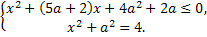 x² + (5a + 2)x + 4a² + 2a ≤ 0,
x² + a² = 4.